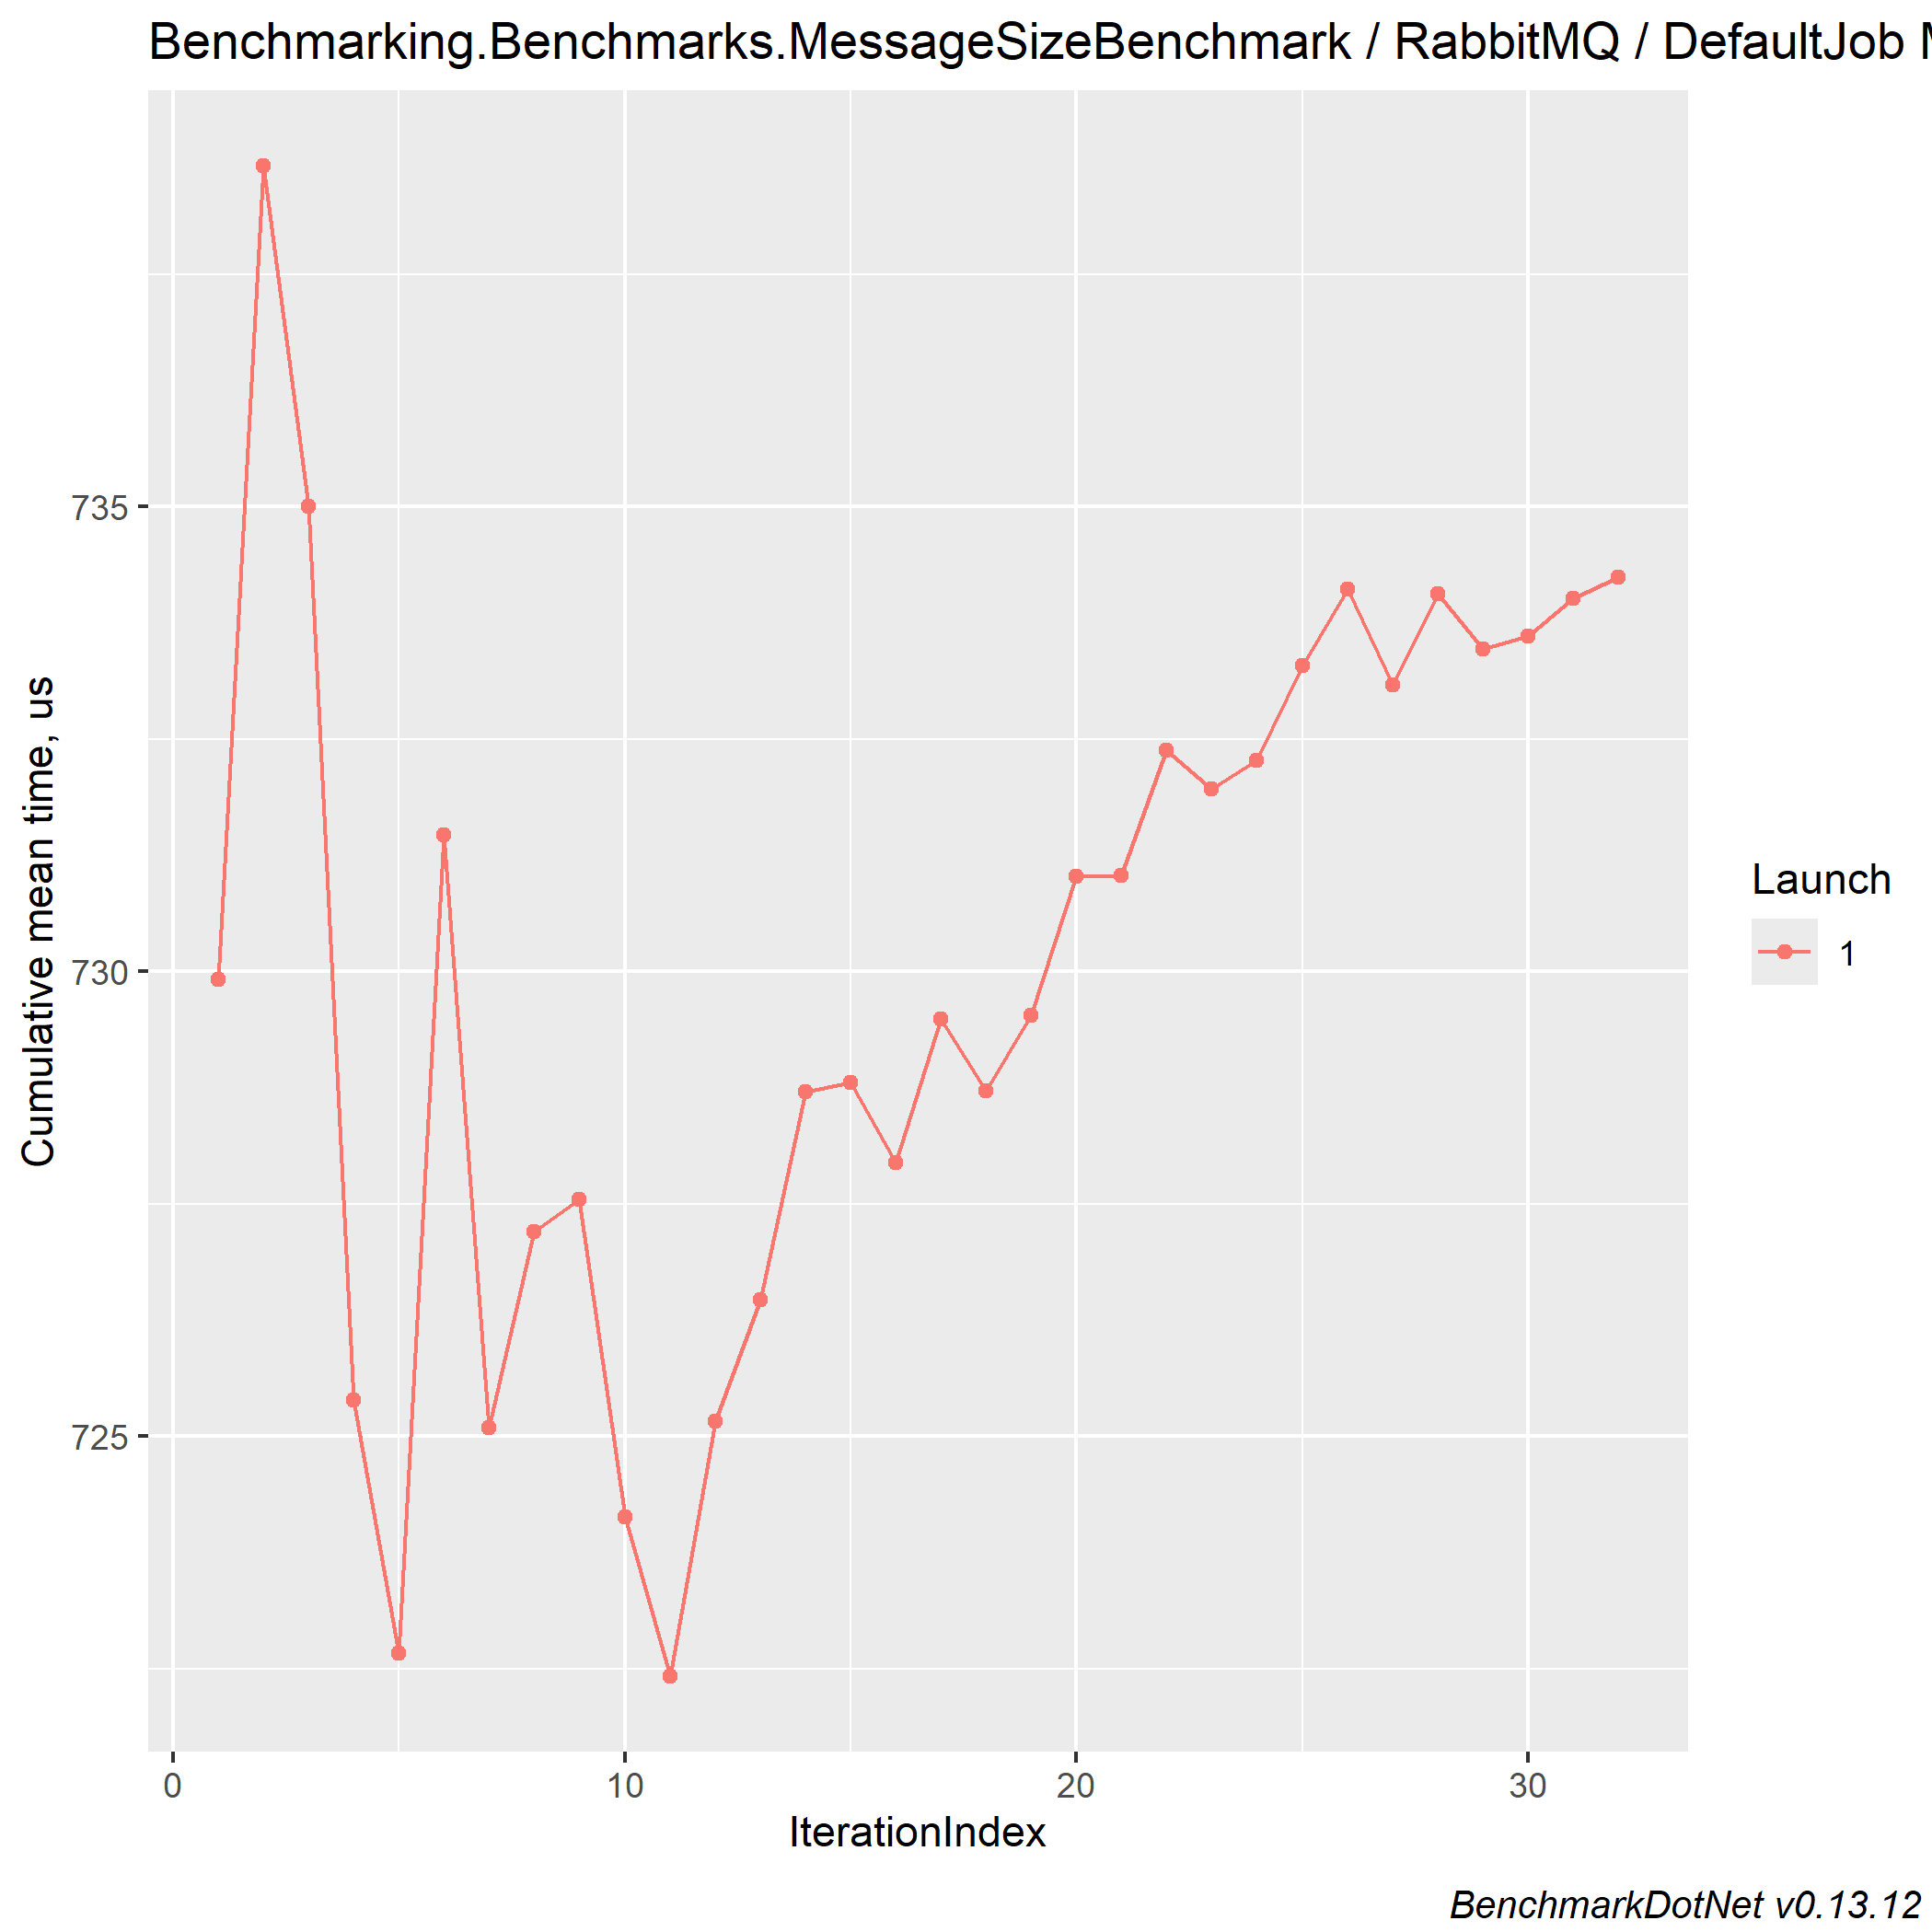 Benchmarking.Benchmarks.MessageSizeBenchmark / RabbitMQ / DefaultJob
735
730
725
Cumulative mean time, us
0 10 20 30
IterationIndex
Launch
1
BenchmarkDotNet v0.13.12